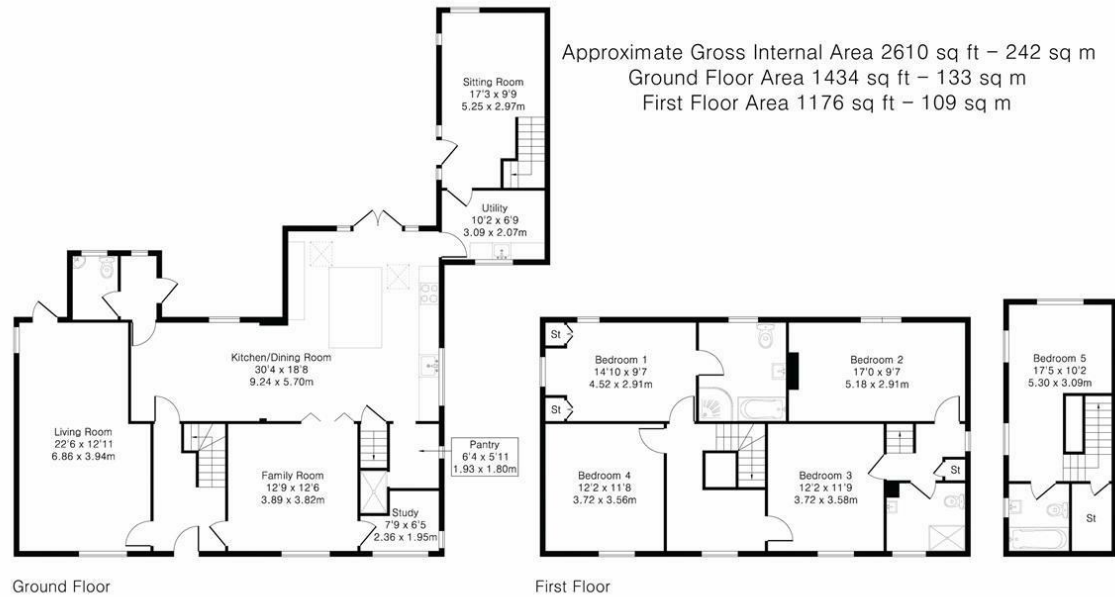 Approximate Gross Internal Area 2610 sq ft – 242 sq m
Ground Floor Area 1434 sq ft – 133 sq m
First Floor Area 1176 sq ft – 109 sq m
Sitting Room
17'3 x 9'9
5.25 x 2.97m
Utility
10'2 x 6'9
3.09 x 2.07m
Kitchen/Dining Room
30'4 x 18'8
9.24 x 5.70m
Living Room
22'6 x 12'11
6.86 x 3.94m
Family Room
12'9 x 12'6
3.89 x 3.82m
Pantry
6'4 x 5'11
1.93 x 1.80m
Study
7'9 x 6'5
2.36 x 1.95m
Ground Floor
St
Bedroom 1
14'10 x 9'7
4.52 x 2.91m
St
Bedroom 2
17'0 x 9'7
5.18 x 2.91m
Bedroom 4
12'2 x 11'8
3.72 x 3.56m
Bedroom 3
12'2 x 11'9
3.72 x 3.58m
St
Bedroom 5
17'5 x 10'2
5.30 x 3.09m
St
First Floor